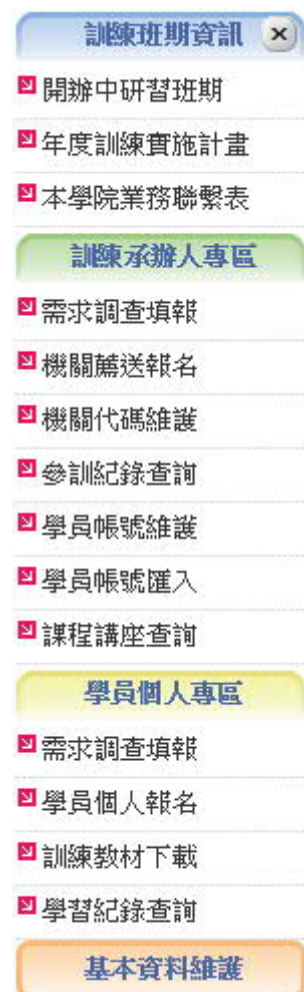 訓練班期資訊
開辦中研習班期
年度訓練實施計畫
本學院業務聯繫表
訓練承辦人專區
需求調查填報
機關薦送報名
機關代碼維護
參訓紀錄查詢
學員帳號維護
學員帳號匯入
課程講座查詢
學員個人專區
需求調查填報
學員個人報名
訓練教材下載
學習紀錄查詢
基本資料維護